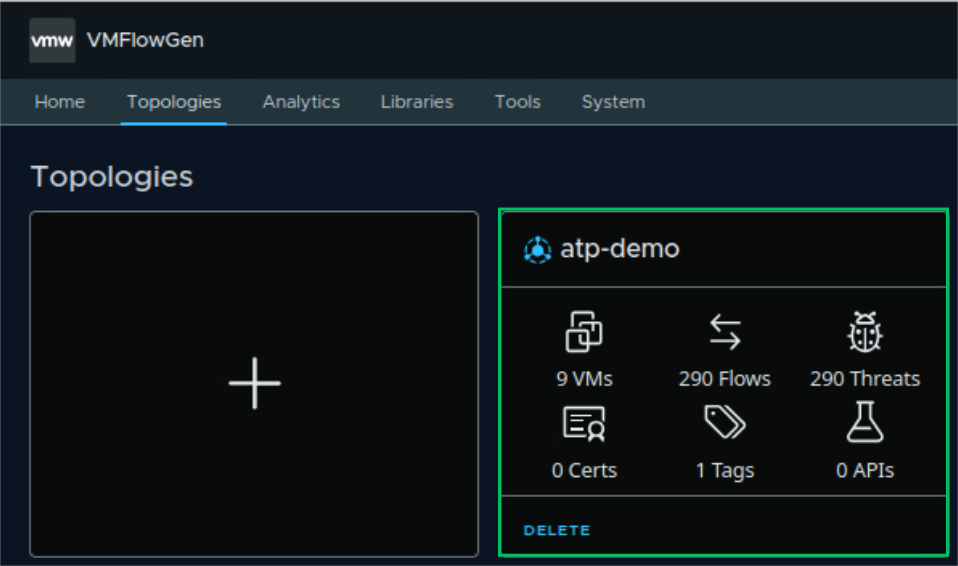 vmw VMFlowGen
Home Topologies Analytics Libraries Tools System
Topologies
atp-demo
9 VMs 290 Flows 290 Threats
0 Certs 1 Tags 0 APIs
DELETE